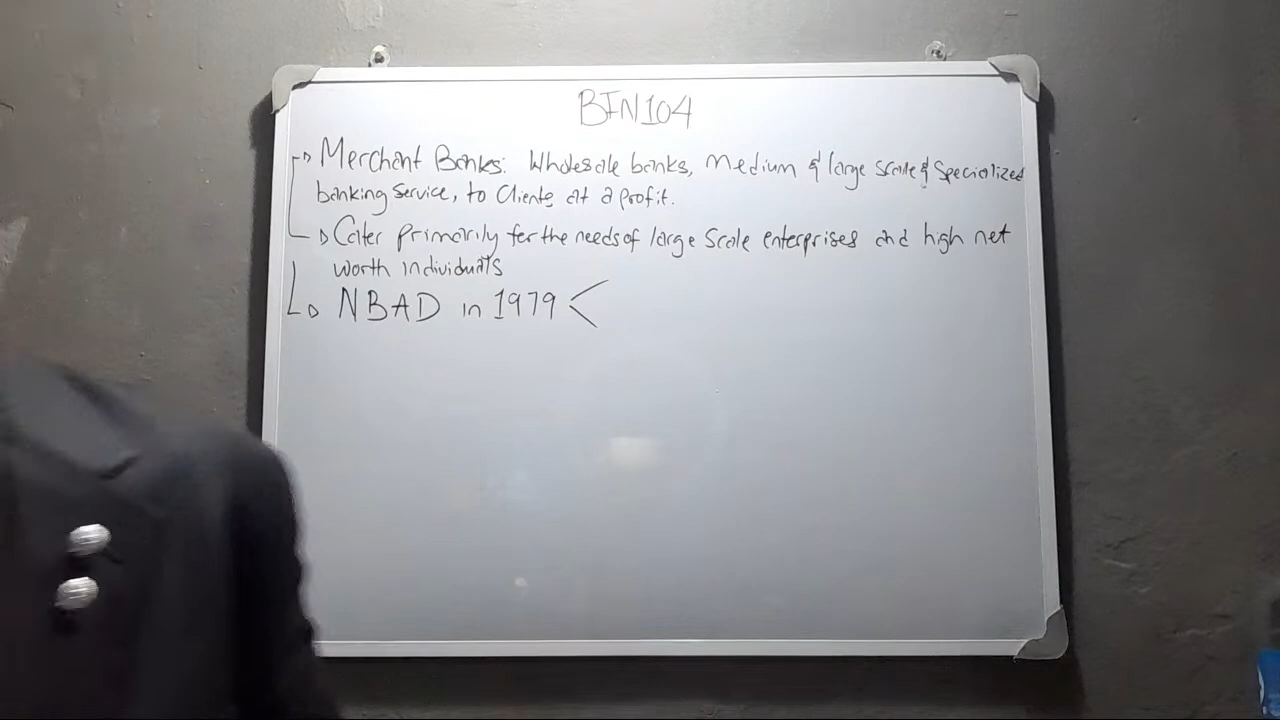 BFN104
Merchant Banks: Wholesale banks, Medium & large scale & Specialized
banking Service, to Clients at a profit.
Cater primarily for the needs of large Scale enterprises and high net
worth individuals
NBAD in 1979 <